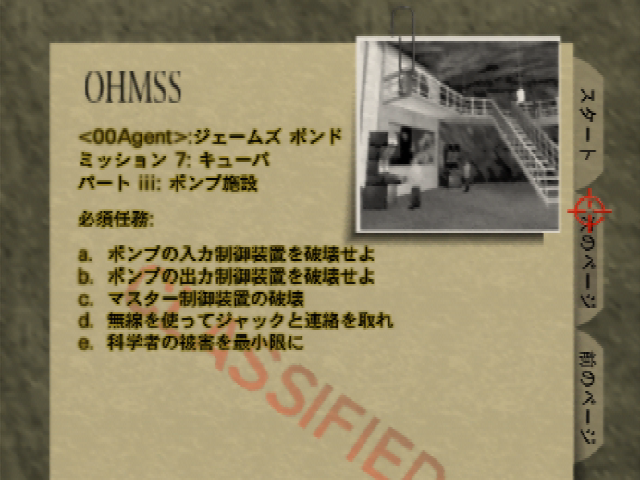 OHMSS
<00Agent>:ジェームズ ボンド
ミッション 7: キューバ
パート iii: ポンプ施設
必須任務:
a. ポンプの入力制御装置を破壊せよ
b. ポンプの出力制御装置を破壊せよ
c. マスター制御装置の破壊
d. 無線を使ってジャックと連絡を取れ
e. 科学者の被害を最小限に
CLASSIFIED
スタート
次のページ
前のページ